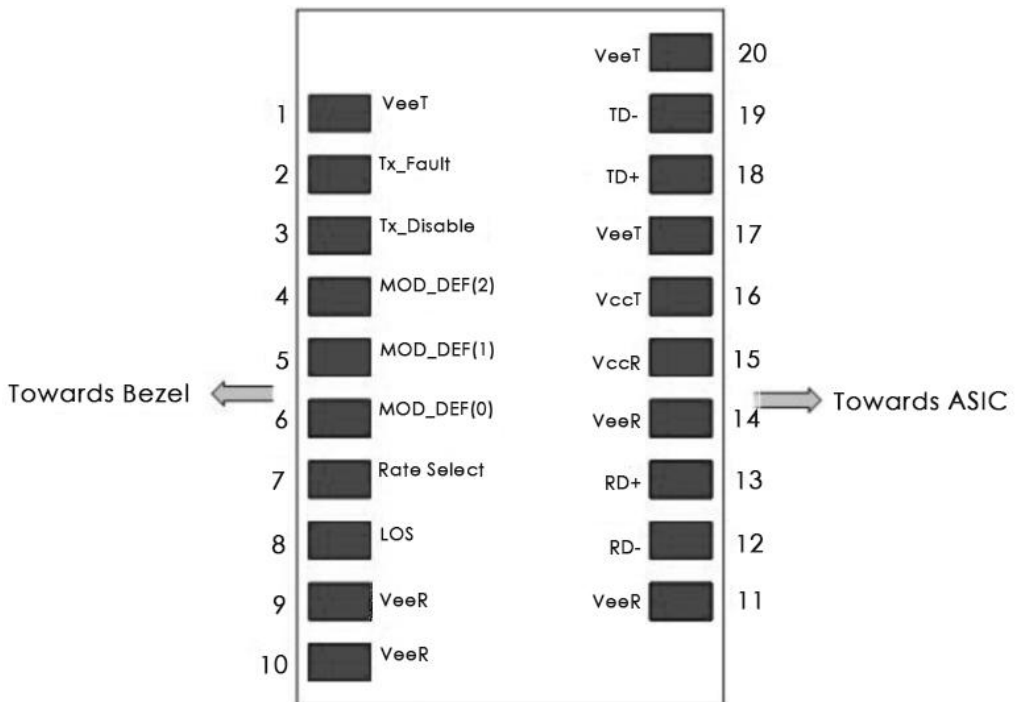 VeeT 20
1 VeeT
TD- 19
2 Tx_Fault
TD+ 18
3 Tx_Disable
VeeT 17
4 MOD_DEF(2)
VccT 16
5 MOD_DEF(1)
VccR 15
Towards Bezel
6 MOD_DEF(0)
VeeR 14
Towards ASIC
7 Rate Select
RD+ 13
8 LOS
RD- 12
9 VeeR
VeeR 11
10 VeeR